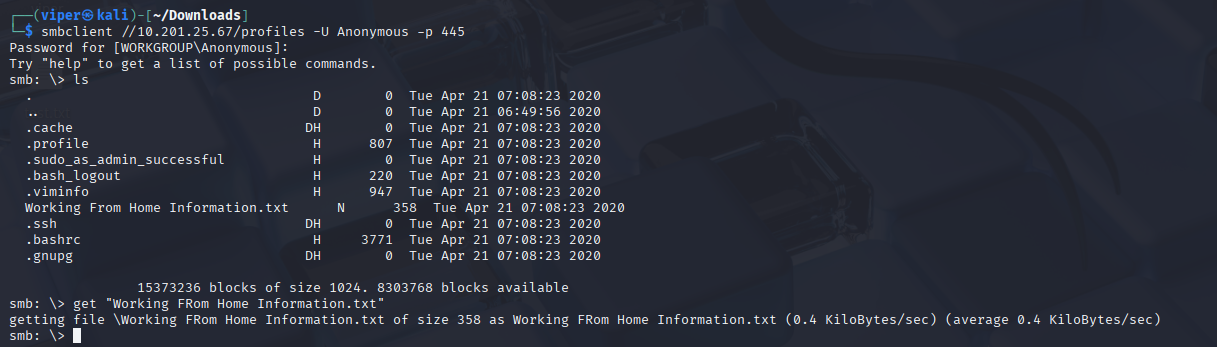 ┌──(viper㉿kali)-[~/Downloads]
└─$ smbclient //10.201.25.67/profiles -U Anonymous -p 445
Password for [WORKGROUP\Anonymous]:
Try "help" to get a list of possible commands.
smb: \> ls
  .                                   D        0  Tue Apr 21 07:08:23 2020
  ..                                  D        0  Tue Apr 21 06:49:56 2020
  .cache                             DH        0  Tue Apr 21 07:08:23 2020
  .profile                            H      807  Tue Apr 21 07:08:23 2020
  .sudo_as_admin_successful           H        0  Tue Apr 21 07:08:23 2020
  .bash_logout                        H      220  Tue Apr 21 07:08:23 2020
  .viminfo                            H      947  Tue Apr 21 07:08:23 2020
  Working From Home Information.txt      N      358  Tue Apr 21 07:08:23 2020
  .ssh                               DH        0  Tue Apr 21 07:08:23 2020
  .bashrc                             H     3771  Tue Apr 21 07:08:23 2020
  .gnupg                             DH        0  Tue Apr 21 07:08:23 2020
                15373236 blocks of size 1024. 8303768 blocks available
smb: \> get "Working FRom Home Information.txt"
getting file \Working FRom Home Information.txt of size 358 as Working FRom Home Information.txt (0.4 KiloBytes/sec) (average 0.4 KiloBytes/sec)
smb: \>